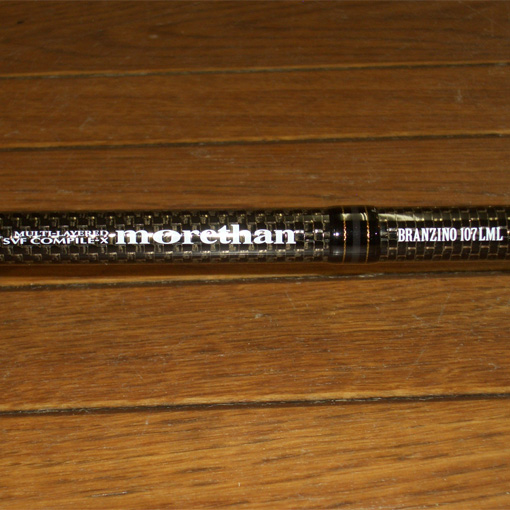 MULTI-LAYERED
SVF COMPILE-X
morethan
BRANZINO 107LML